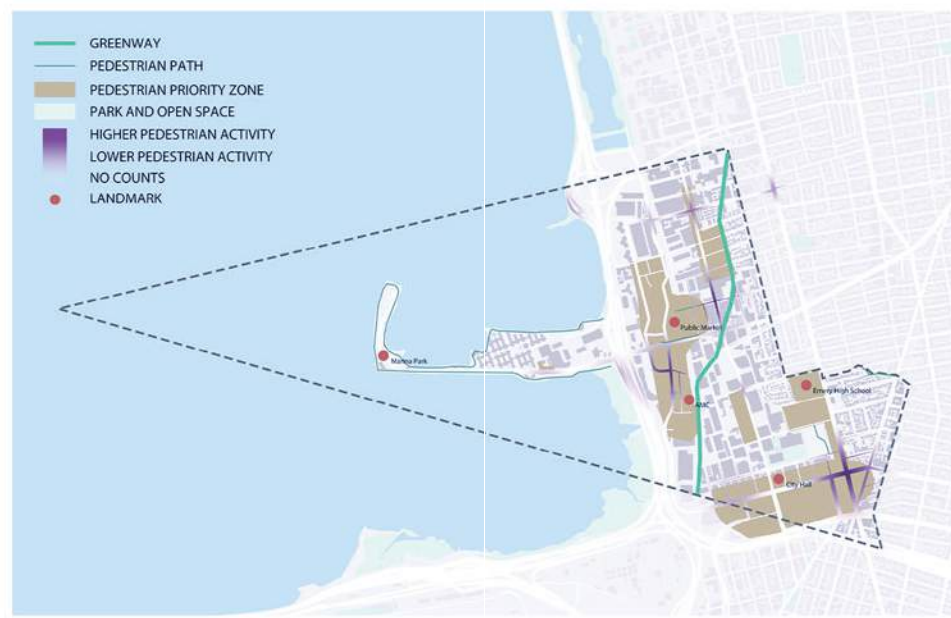 GREENWAY
PEDESTRIAN PATH
PEDESTRIAN PRIORITY ZONE
PARK AND OPEN SPACE
HIGHER PEDESTRIAN ACTIVITY
LOWER PEDESTRIAN ACTIVITY
NO COUNTS
LANDMARK
Public Market
Marina Park
Emery High School
AMC
City Hall